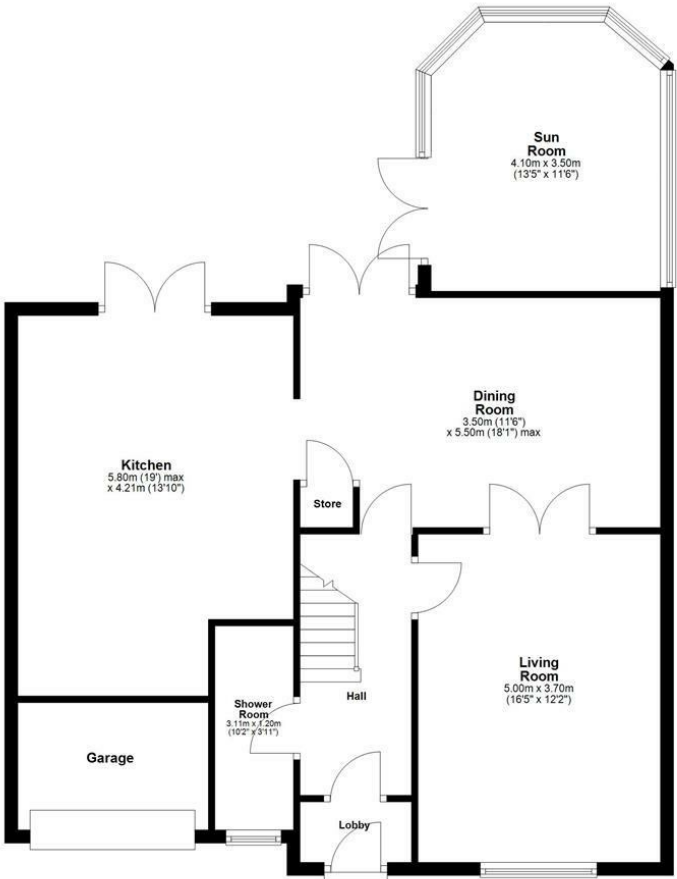 Sun
Room
4.10m x 3.50m
(13'5" x 11'6")
Dining
Room
3.50m (11'6")
x 5.50m (18'1") max
Kitchen
5.80m (19') max
x 4.21m (13'10")
Store
Living
Room
5.00m x 3.70m
(16'5" x 12'2")
Hall
Shower
Room
3.11m x 1.20m
(10'2" x 3'11")
Garage
Lobby